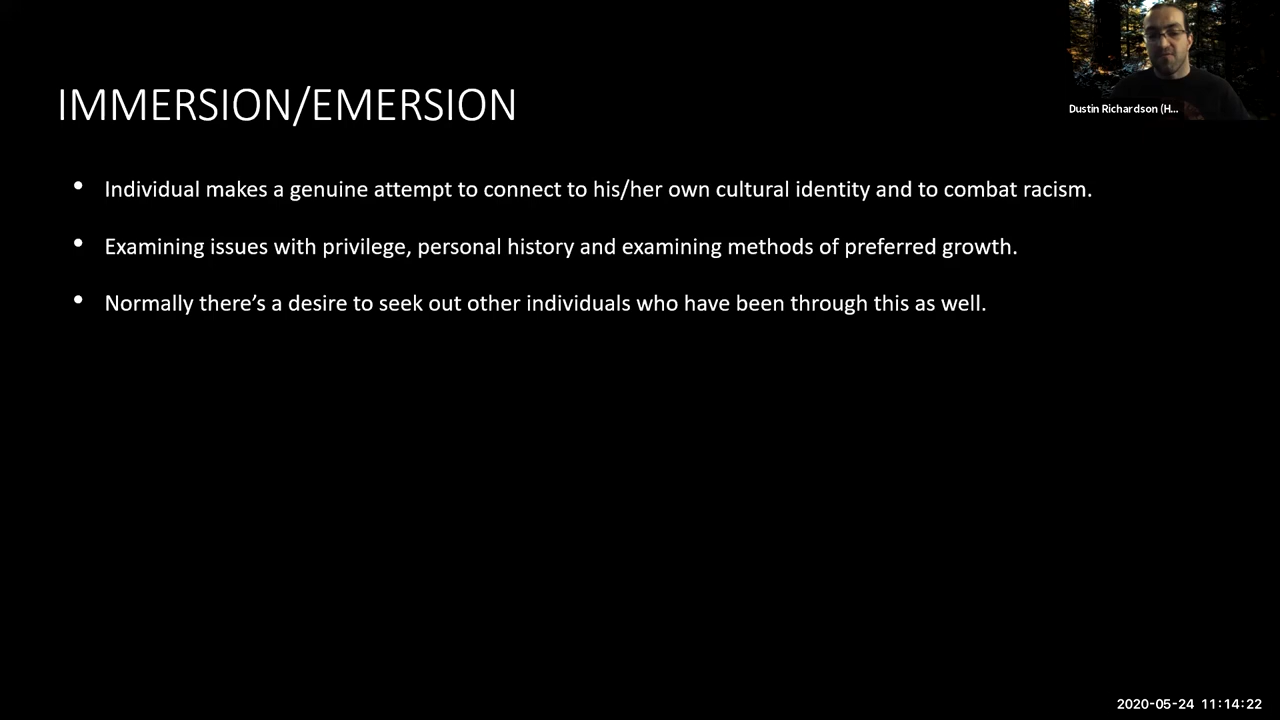 IMMERSION/EMERSION
Dustin Richardson (H...
• Individual makes a genuine attempt to connect to his/her own cultural identity and to combat racism.
• Examining issues with privilege, personal history and examining methods of preferred growth.
• Normally there’s a desire to seek out other individuals who have been through this as well.
2020-05-24 11:14:22